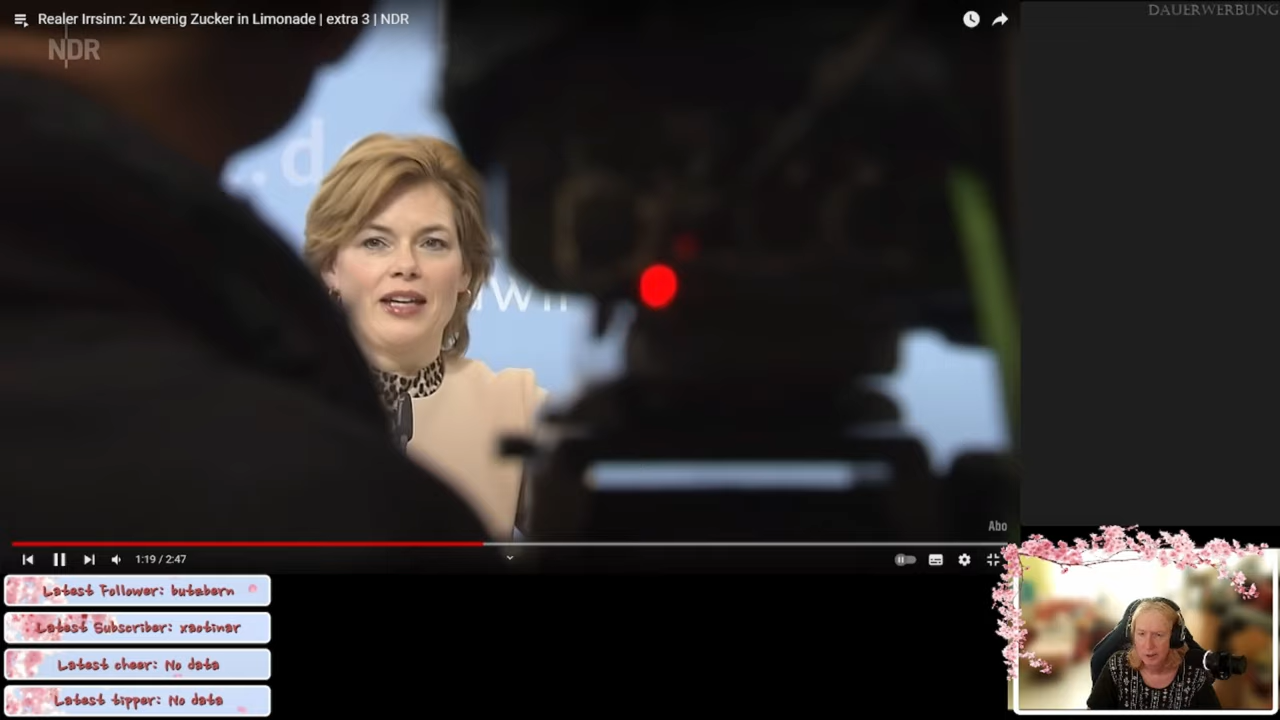 Realer Irrsinn: Zu wenig Zucker in Limonade | extra 3 | NDR
DAUERWERBUNG
NDR
.d
Abo
1:19 / 2:47
Latest Follower: butzbern
Latest Subscriber: xaotinar
Latest cheer: No data
Latest tipper: No data